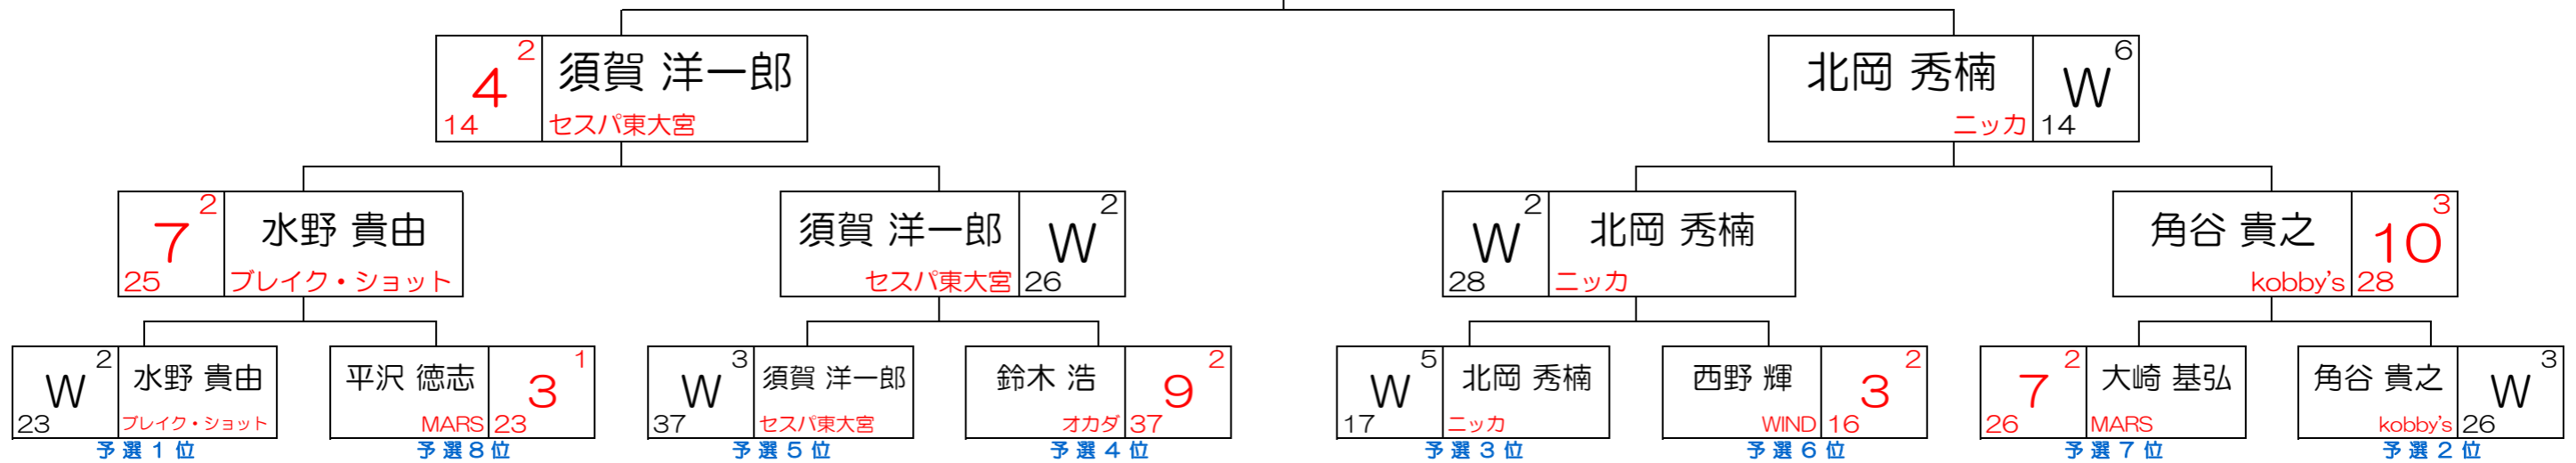 2
4
14
須賀 洋一郎
セスパ東大宮
北岡 秀楠
ニッカ
6
W
14
2
7
25
水野 貴由
ブレイク・ショット
須賀 洋一郎
セスパ東大宮
2
W
26
2
W
28
北岡 秀楠
ニッカ
角谷 貴之
kobby's
3
10
28
2
W
23
水野 貴由
ブレイク・ショット
予選1位
平沢 徳志
MARS
1
3
23
予選8位
3
W
37
須賀 洋一郎
セスパ東大宮
予選5位
鈴木 浩
オカダ
2
9
37
予選4位
5
W
17
北岡 秀楠
ニッカ
予選3位
西野 輝
WIND
2
3
16
予選6位
2
7
26
大崎 基弘
MARS
予選7位
角谷 貴之
kobby's
3
W
26
予選2位